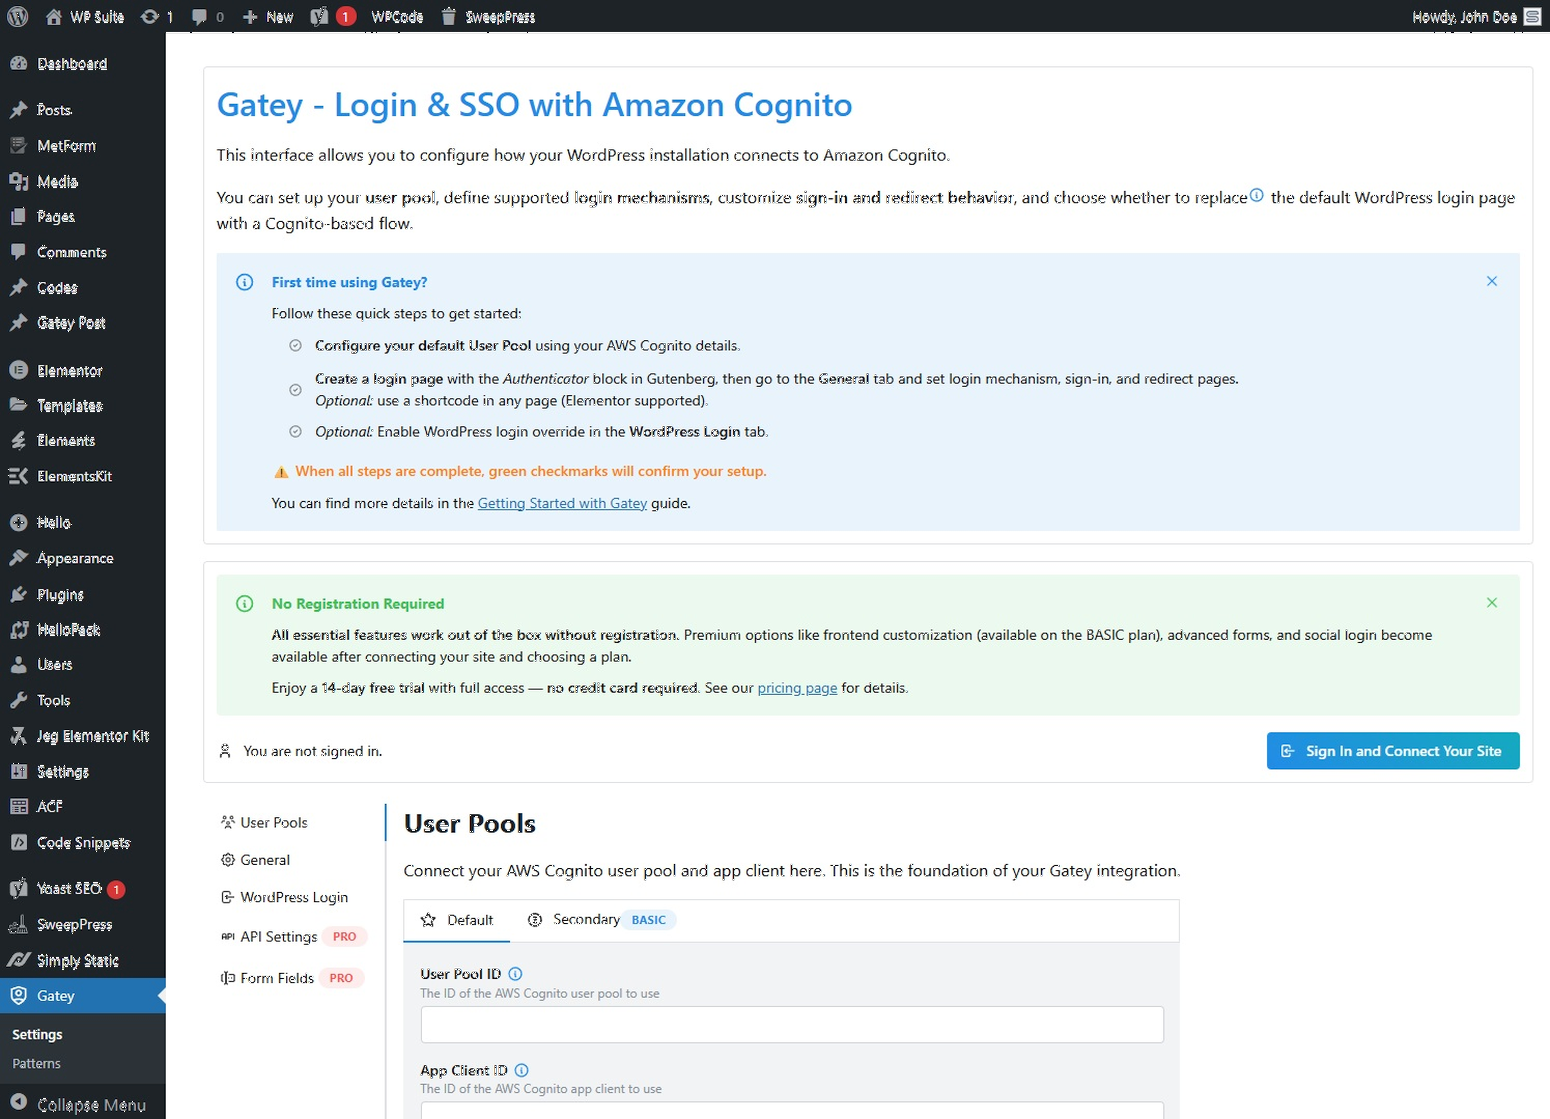 WP Suite 1 0 New 1 WPCode SweepPress Howdy, John Doe
Dashboard
Posts
MetForm
Media
Pages
Comments
Codes
Gatey Post
Elementor
Templates
Elements
ElementsKit
Hello
Appearance
Plugins
HelloPack
Users
Tools
Jeg Elementor Kit
Settings
ACF
Code Snippets
Yoast SEO 1
SweepPress
Simply Static
Gatey
Settings
Patterns
Collapse Menu
Gatey - Login & SSO with Amazon Cognito
This interface allows you to configure how your WordPress installation connects to Amazon Cognito.
You can set up your user pool, define supported login mechanisms, customize sign-in and redirect behavior, and choose whether to replace the default WordPress login page
with a Cognito-based flow.
First time using Gatey?
Follow these quick steps to get started:
Configure your default User Pool using your AWS Cognito details.
Create a login page with the Authenticator block in Gutenberg, then go to the General tab and set login mechanism, sign-in, and redirect pages.
Optional: use a shortcode in any page (Elementor supported).
Optional: Enable WordPress login override in the WordPress Login tab.
When all steps are complete, green checkmarks will confirm your setup.
You can find more details in the Getting Started with Gatey guide.
No Registration Required
All essential features work out of the box without registration. Premium options like frontend customization (available on the BASIC plan), advanced forms, and social login become
available after connecting your site and choosing a plan.
Enjoy a 14-day free trial with full access — no credit card required. See our pricing page for details.
You are not signed in.
Sign In and Connect Your Site
User Pools
General
WordPress Login
API API Settings PRO
Form Fields PRO
User Pools
Connect your AWS Cognito user pool and app client here. This is the foundation of your Gatey integration.
Default Secondary BASIC
User Pool ID
The ID of the AWS Cognito user pool to use
App Client ID
The ID of the AWS Cognito app client to use